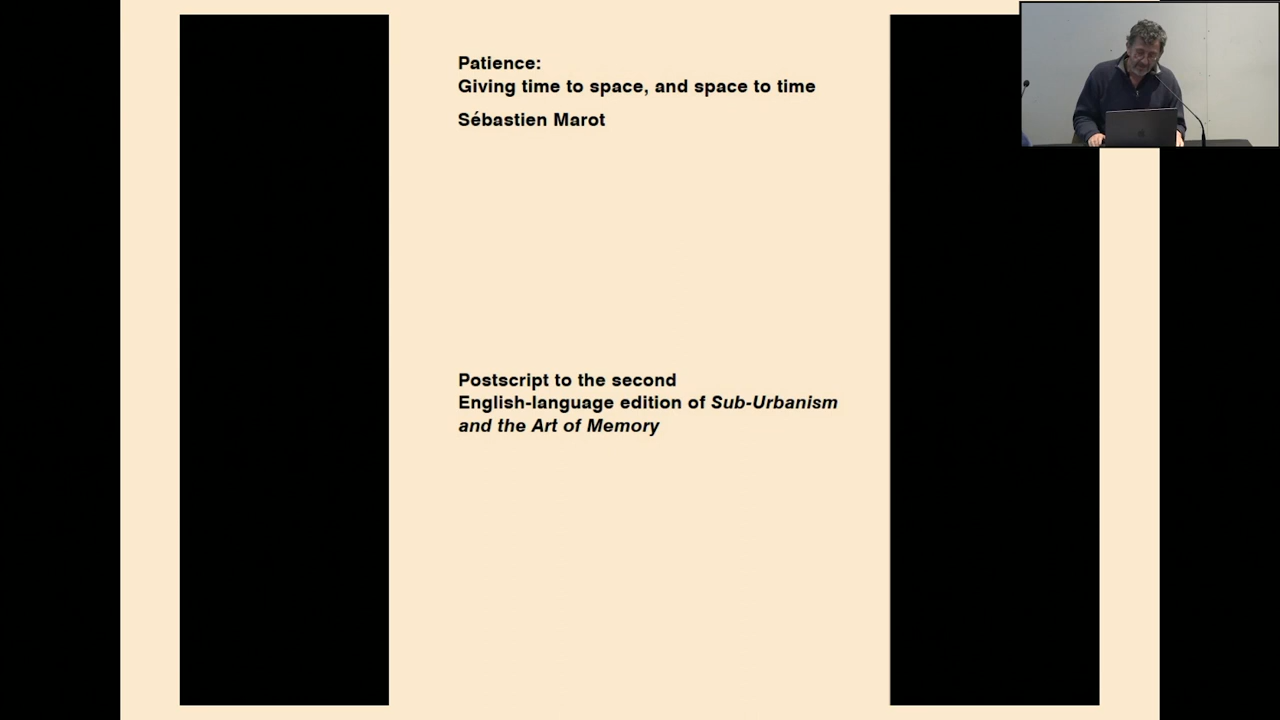 Patience:
Giving time to space, and space to time
Sébastien Marot
Postscript to the second
English-language edition of Sub-Urbanism
and the Art of Memory